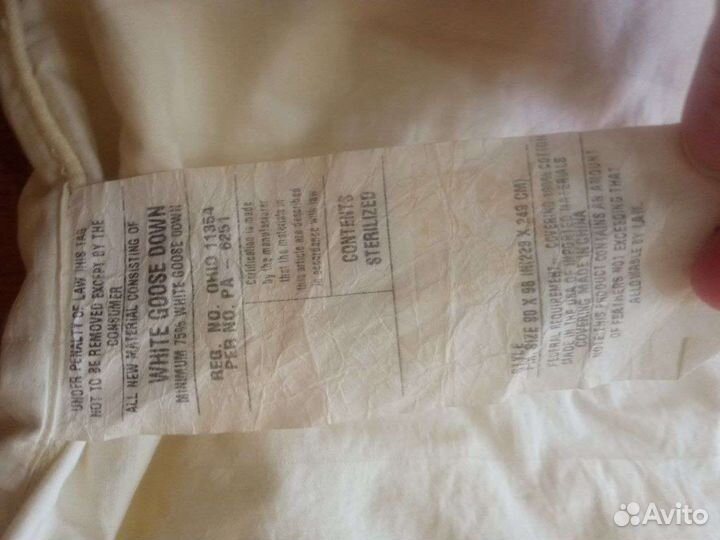 UNDER PENALTY OF LAW THIS TAG
NOT TO BE REMOVED EXCEPT BY THE
CONSUMER
ALL NEW MATERIAL CONSISTING OF
WHITE GOOSE DOWN
MINIMUM 75% WHITE GOOSE DOWN
REG. NO. OHIO 11364
PER NO. PA - 6251
Certification is made
by the manufacturer
that the materials in
this article are described
in accordance with law
CONTENTS
STERILIZED
STYLE
FIN. SIZE 90 X 98 IN(229 X 249 CM)
FEDERAL REQUIREMENT: COVERING 100% COTTON
MADE IN THE USA OF IMPORTED MATERIALS
COVERING MADE IN CHINA
NOTE:THIS PRODUCT CONTAINS AN AMOUNT
OF FEATHERS NOT EXCEEDING THAT
ALLOWABLE BY LAW.
Avito